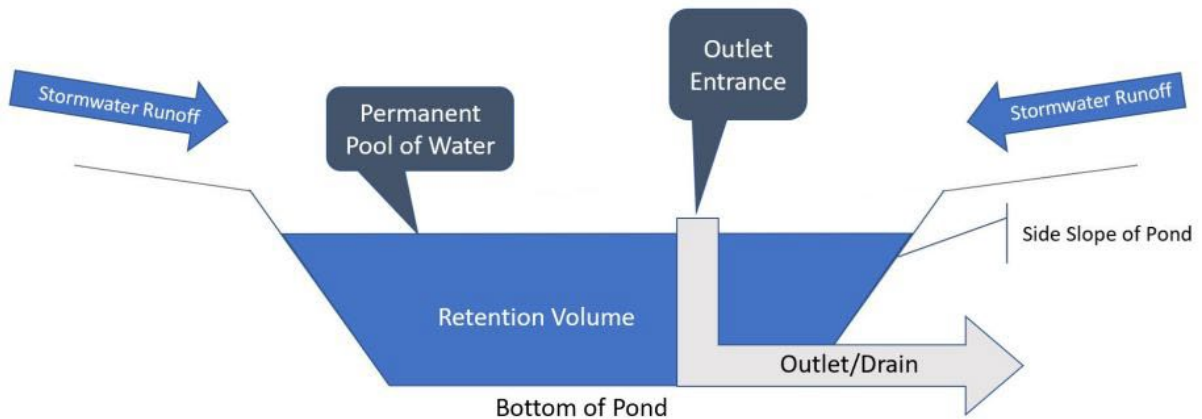 Outlet
Entrance
Stormwater Runoff
Stormwater Runoff
Permanent
Pool of Water
Side Slope of Pond
Retention Volume
Outlet/Drain
Bottom of Pond